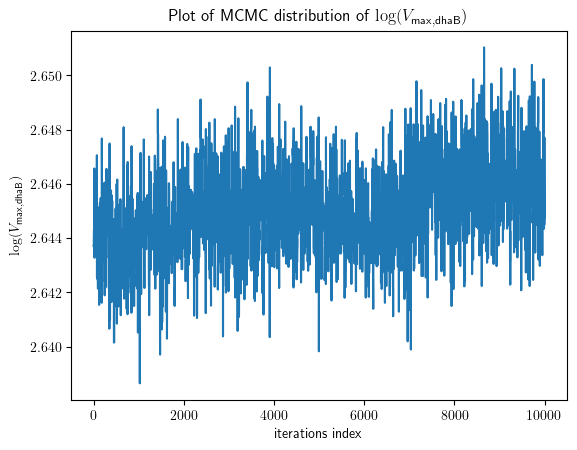 Plot of MCMC distribution of log(V_max,dhaB)
log(V_max,dhaB)
2.650
2.648
2.646
2.644
2.642
2.640
0 2000 4000 6000 8000 10000
iterations index